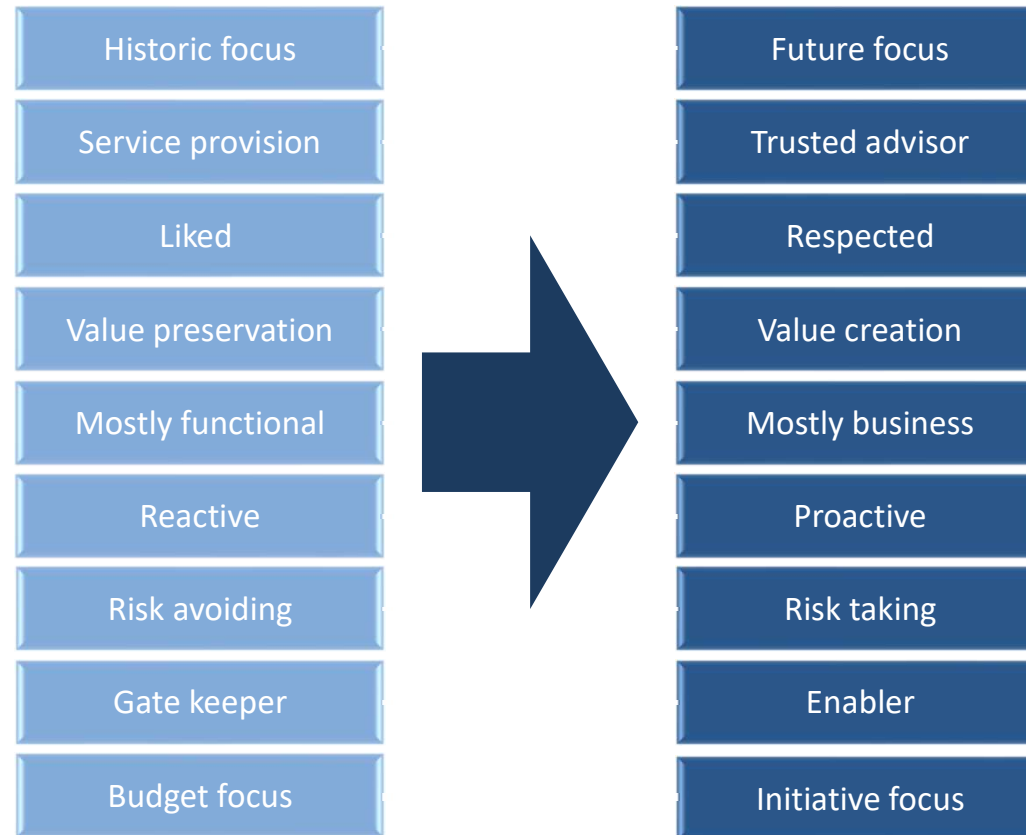 Historic focus
Future focus
Service provision
Trusted advisor
Liked
Respected
Value preservation
Value creation
Mostly functional
Mostly business
Reactive
Proactive
Risk avoiding
Risk taking
Gate keeper
Enabler
Budget focus
Initiative focus